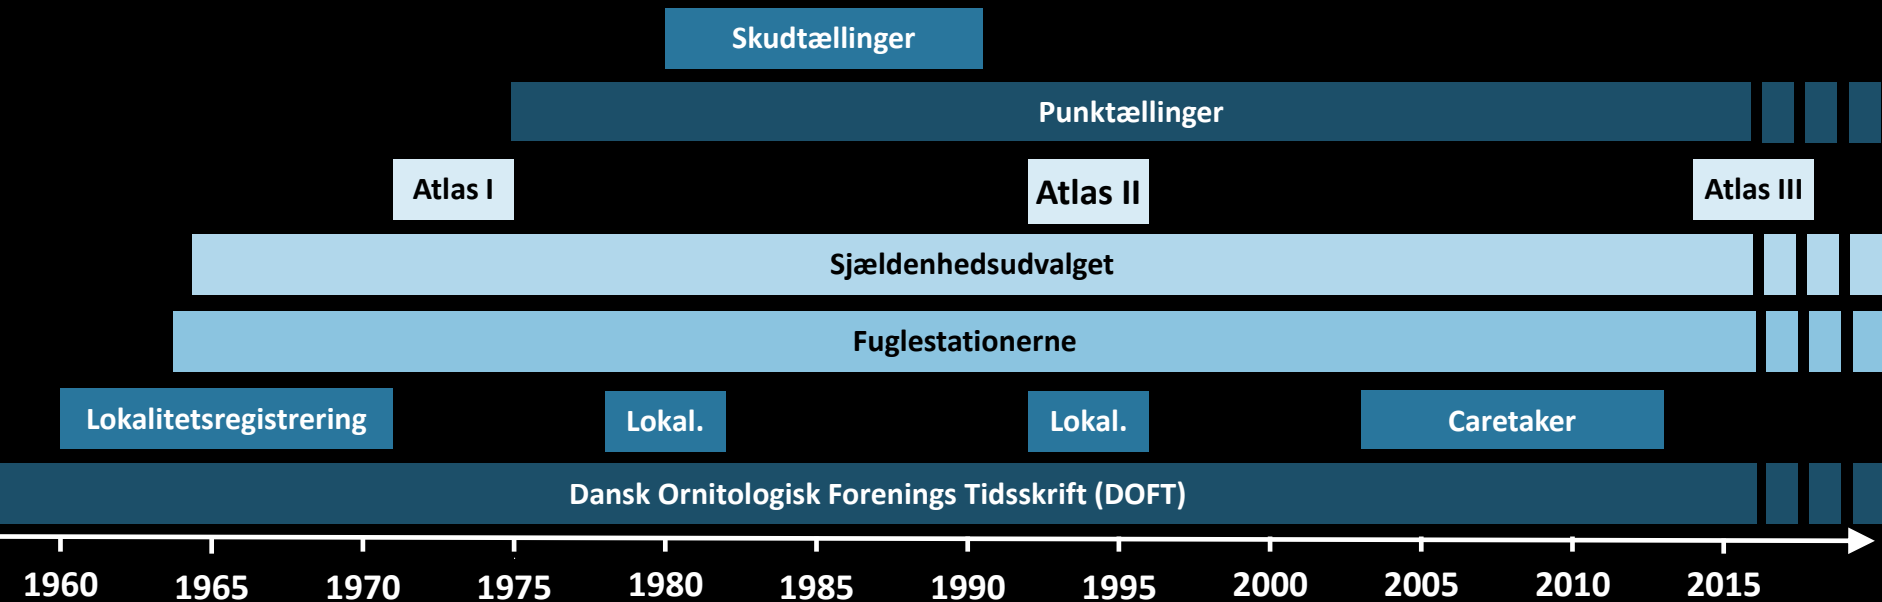 Skudtællinger
Punktællinger
Atlas I
Atlas II
Atlas III
Sjældenhedsudvalget
Fuglestationerne
Lokalitetsregistrering
Lokal.
Lokal.
Caretaker
Dansk Ornitologisk Forenings Tidsskrift (DOFT)
1960 1965 1970 1975 1980 1985 1990 1995 2000 2005 2010 2015